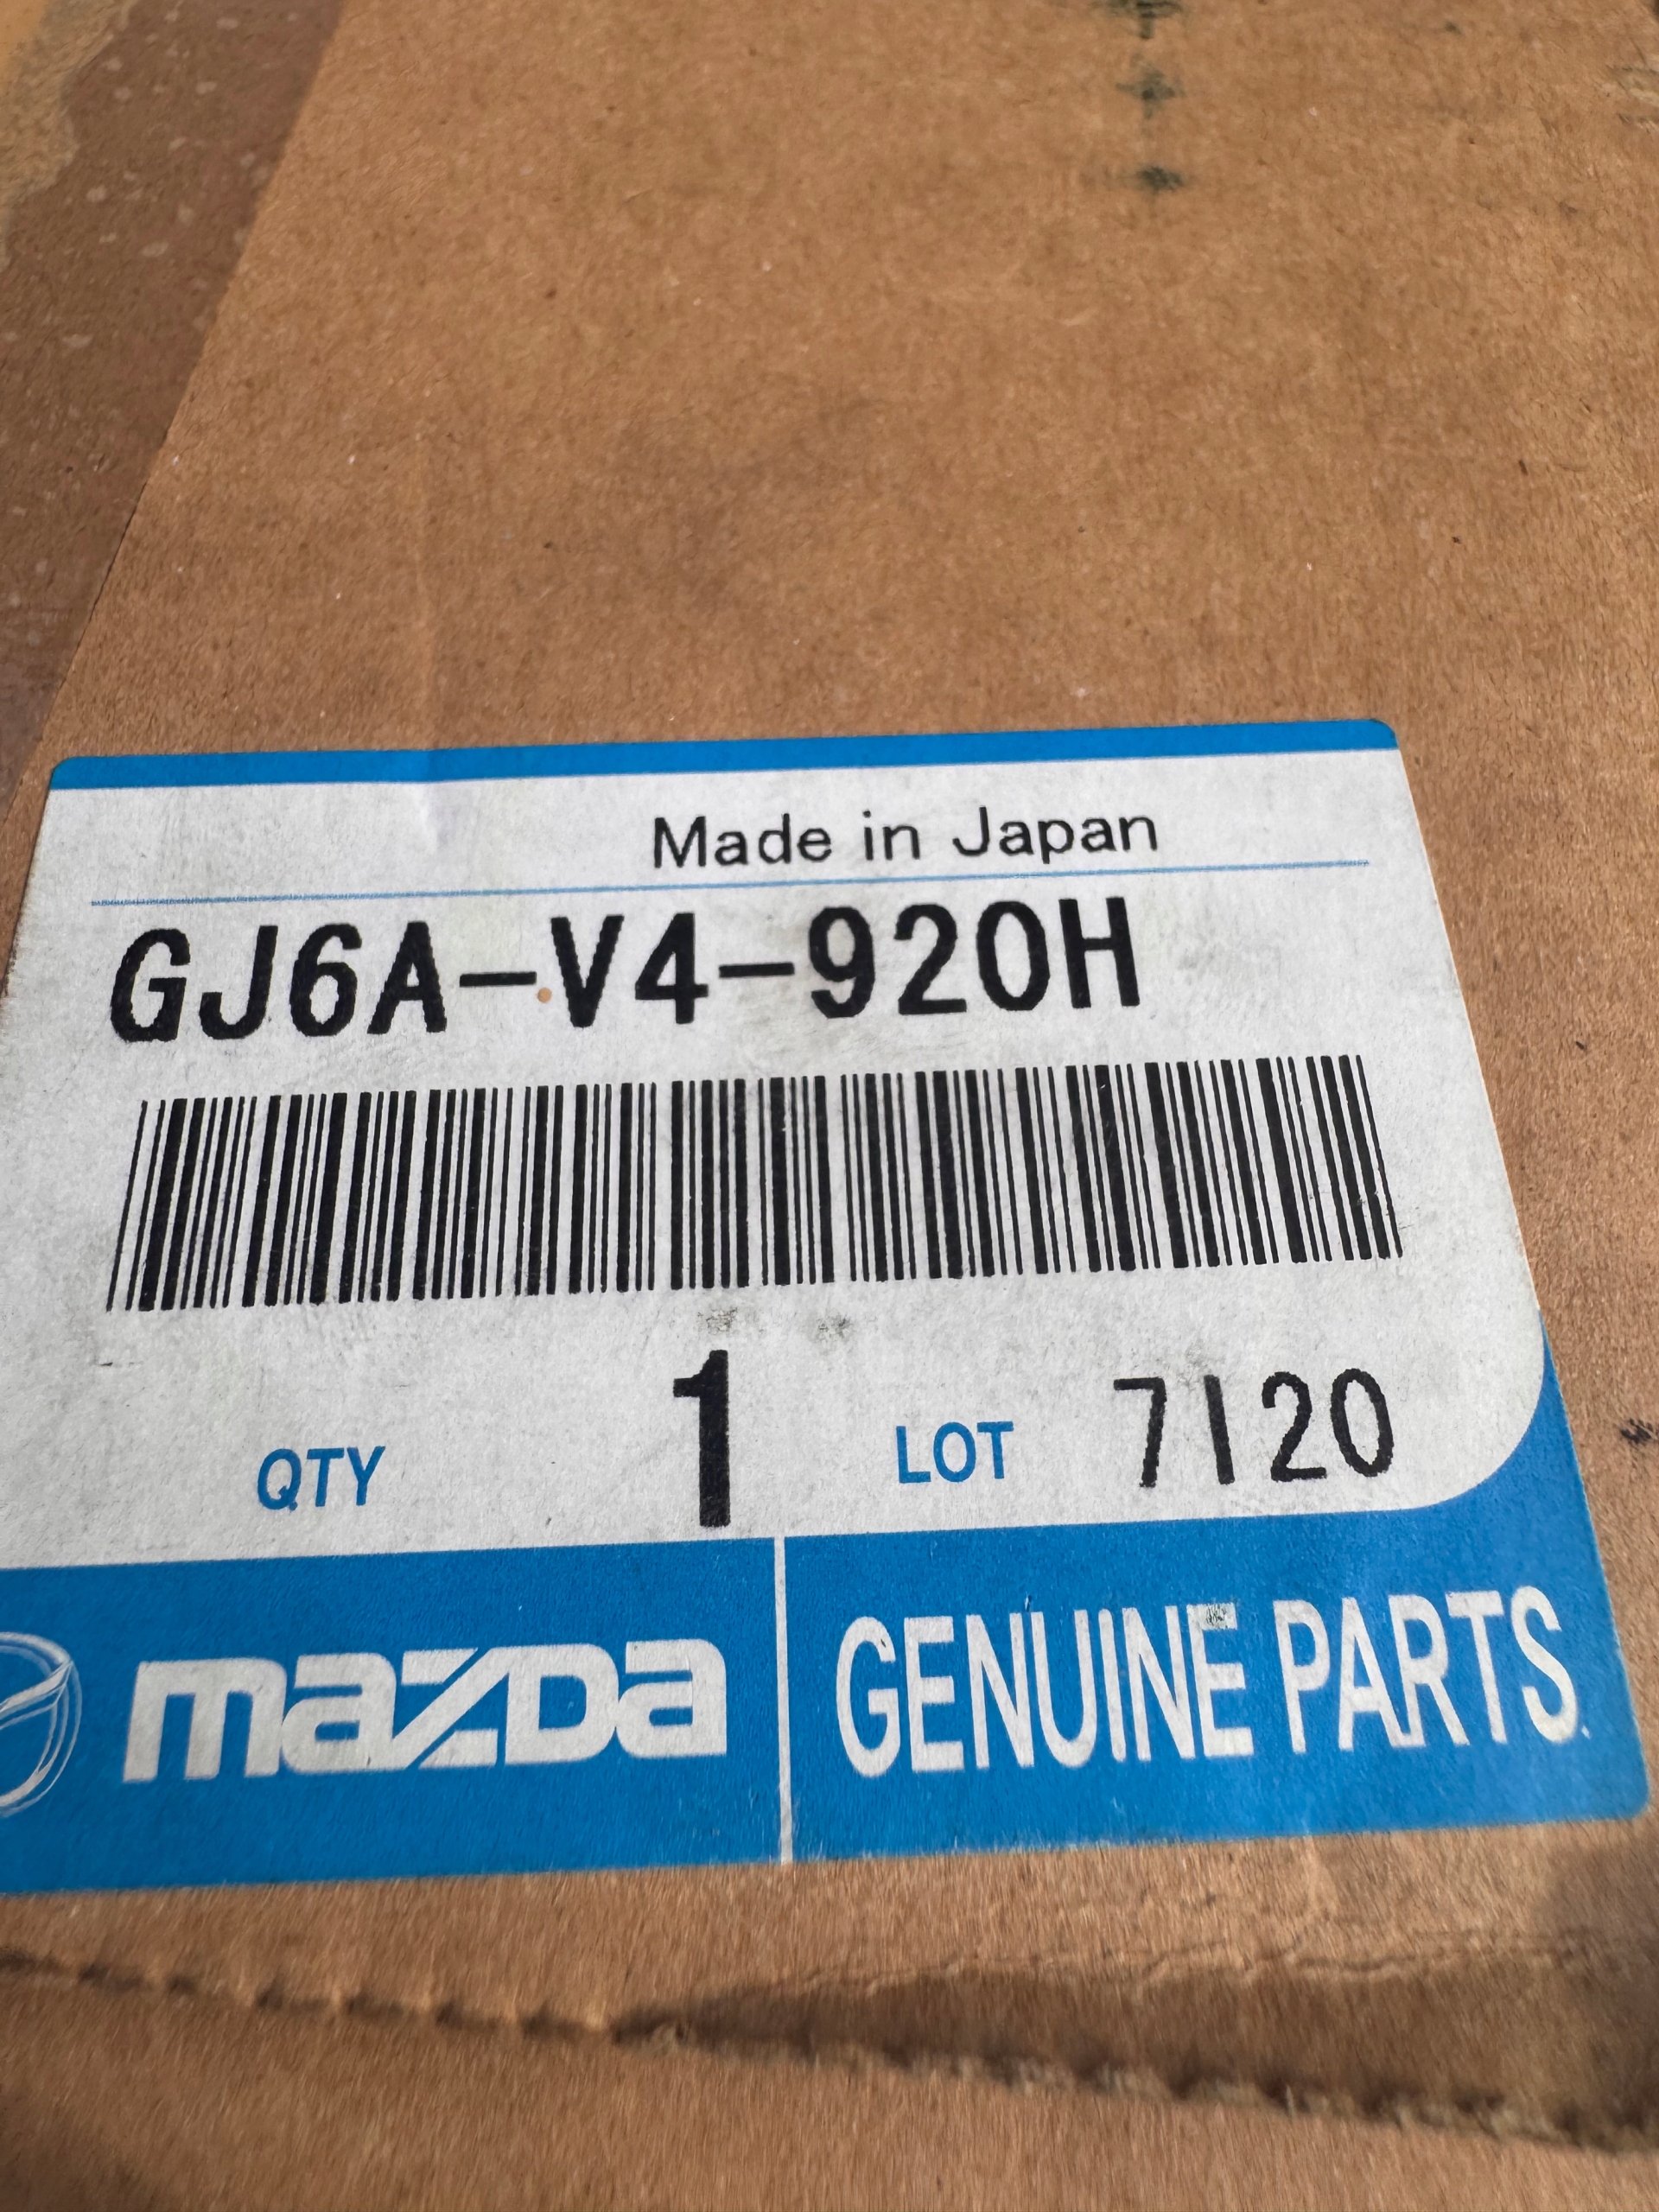 Made in Japan
GJ6A-V4-920H
QTY 1 LOT 7120
mazda GENUINE PARTS